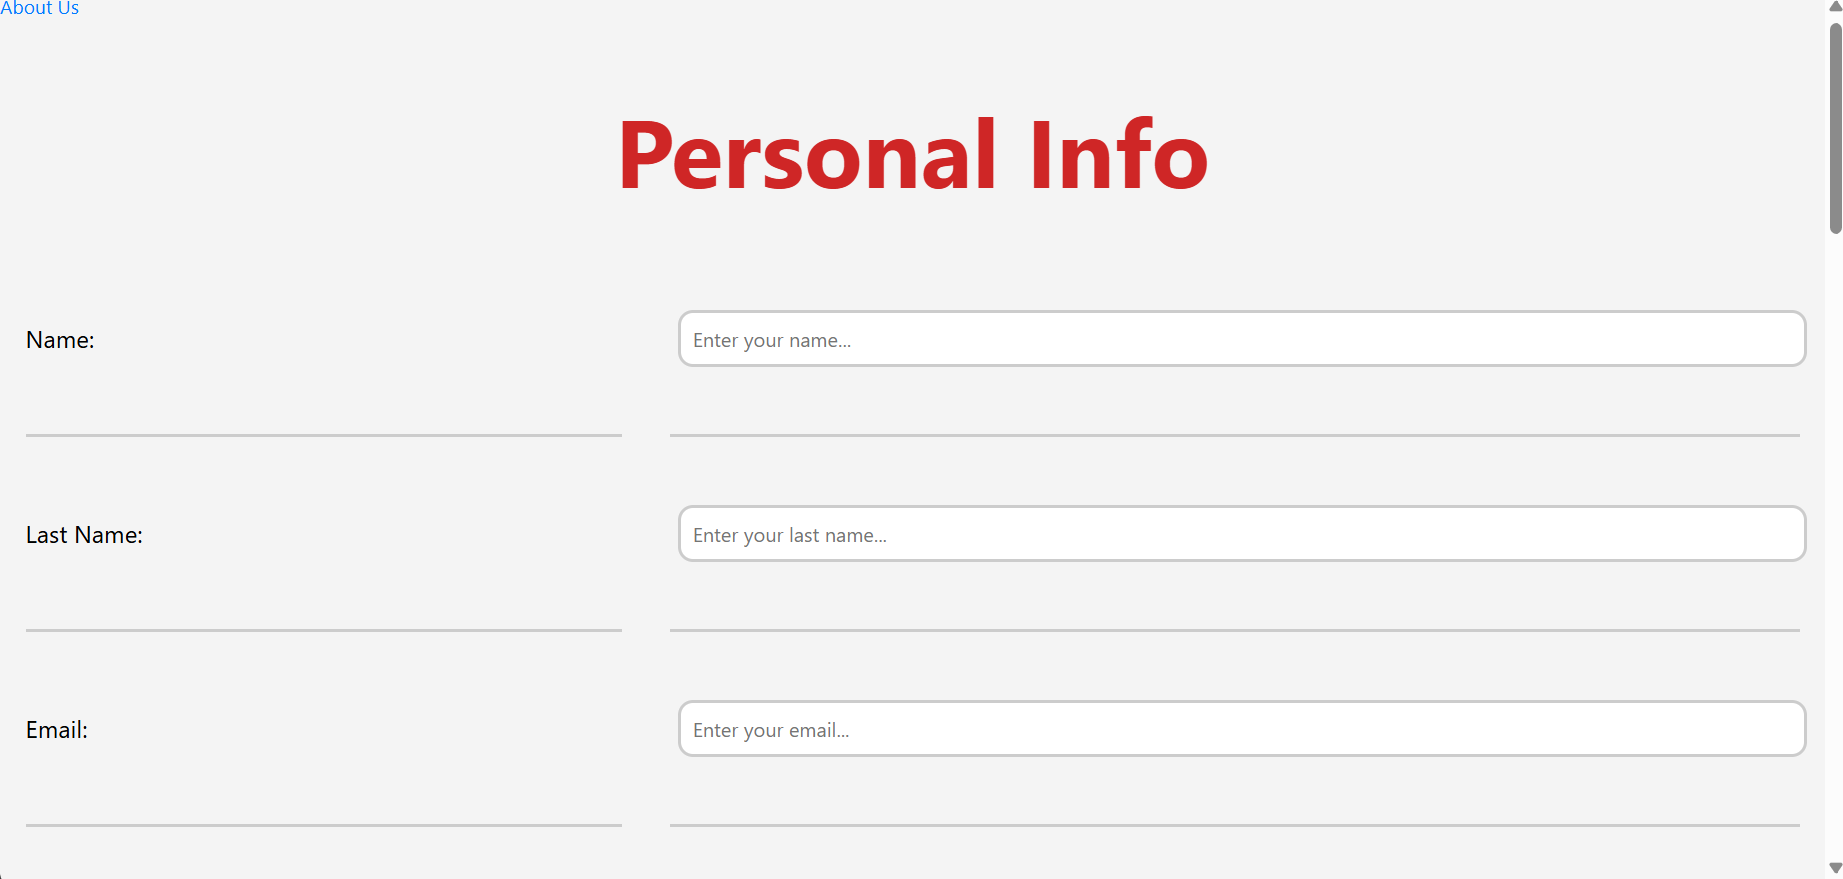 About Us
Personal Info
Name:
Enter your name...
Last Name:
Enter your last name...
Email:
Enter your email...